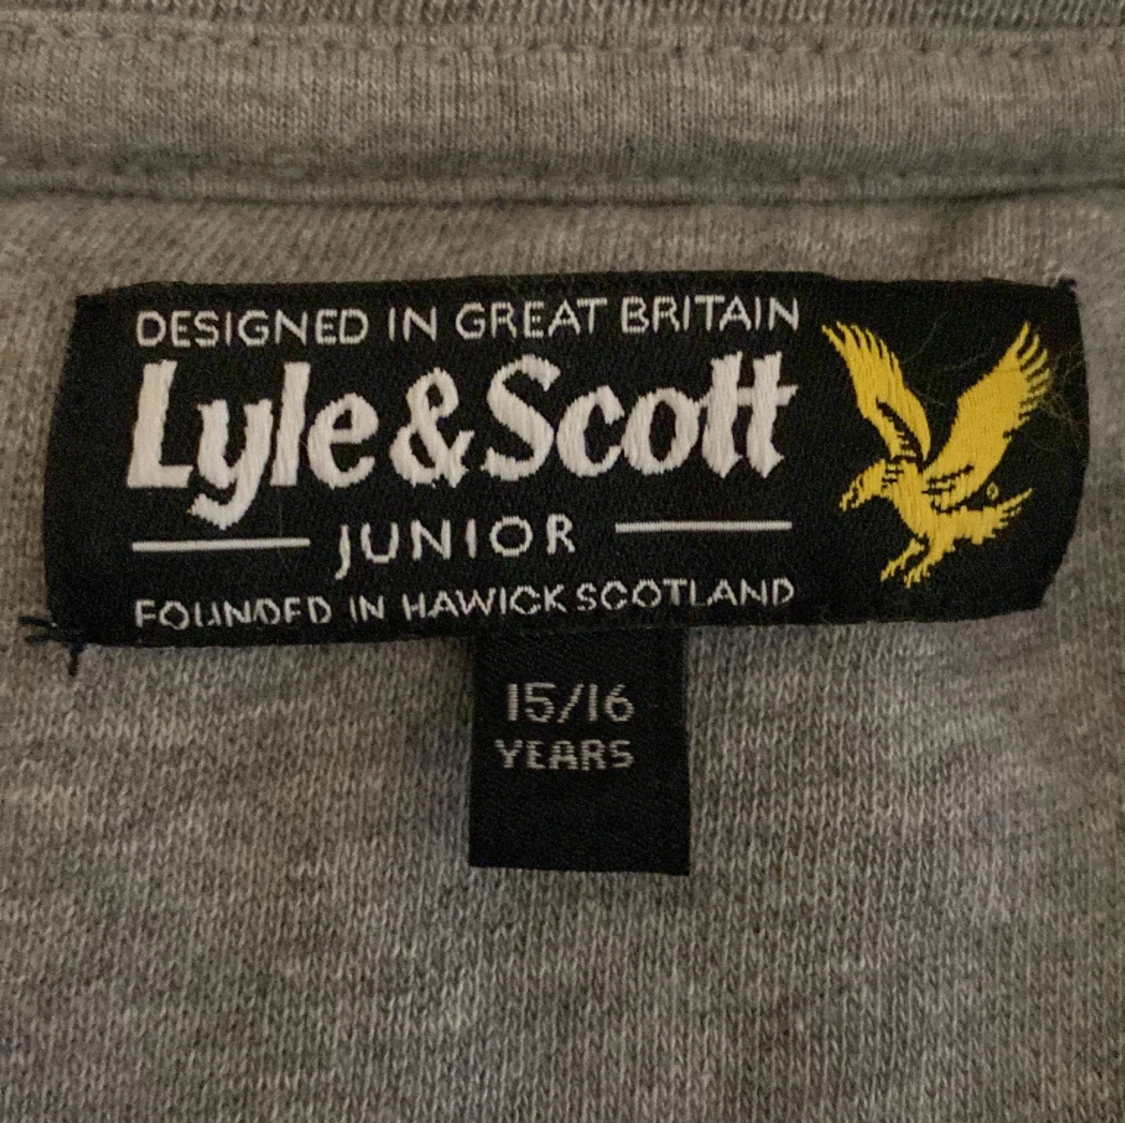 DESIGNED IN GREAT BRITAIN
Lyle & Scott
JUNIOR
FOUNDED IN HAWICK SCOTLAND
15/16
YEARS